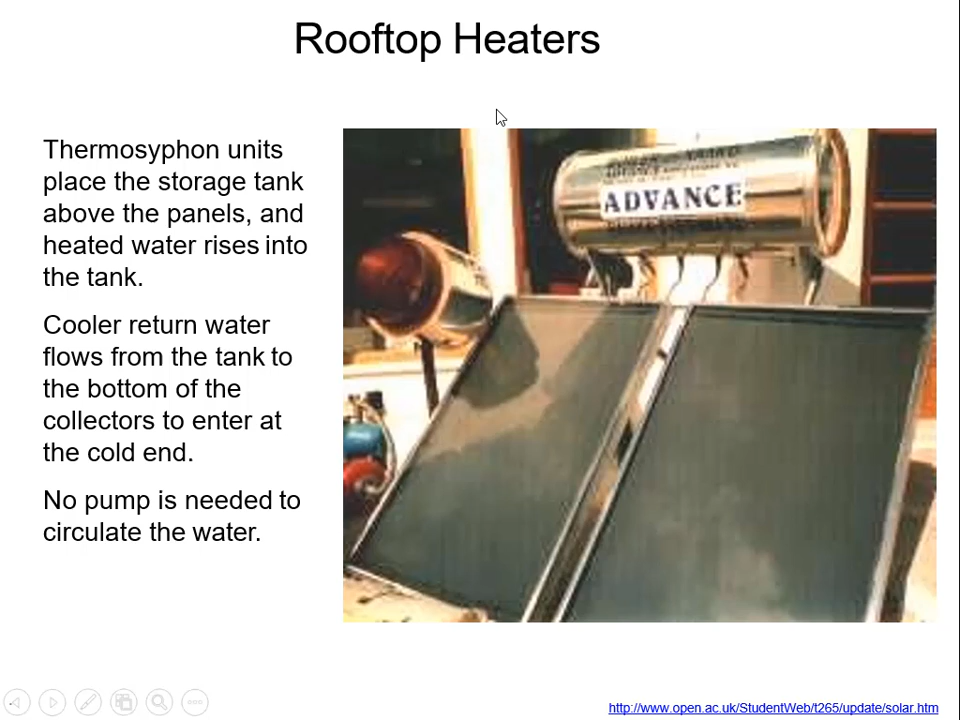 Rooftop Heaters
Thermosyphon units
place the storage tank
above the panels, and
heated water rises into
the tank.
Cooler return water
flows from the tank to
the bottom of the
collectors to enter at
the cold end.
No pump is needed to
circulate the water.
ADVANCE
http://www.open.ac.uk/StudentWeb/t265/update/solar.htm